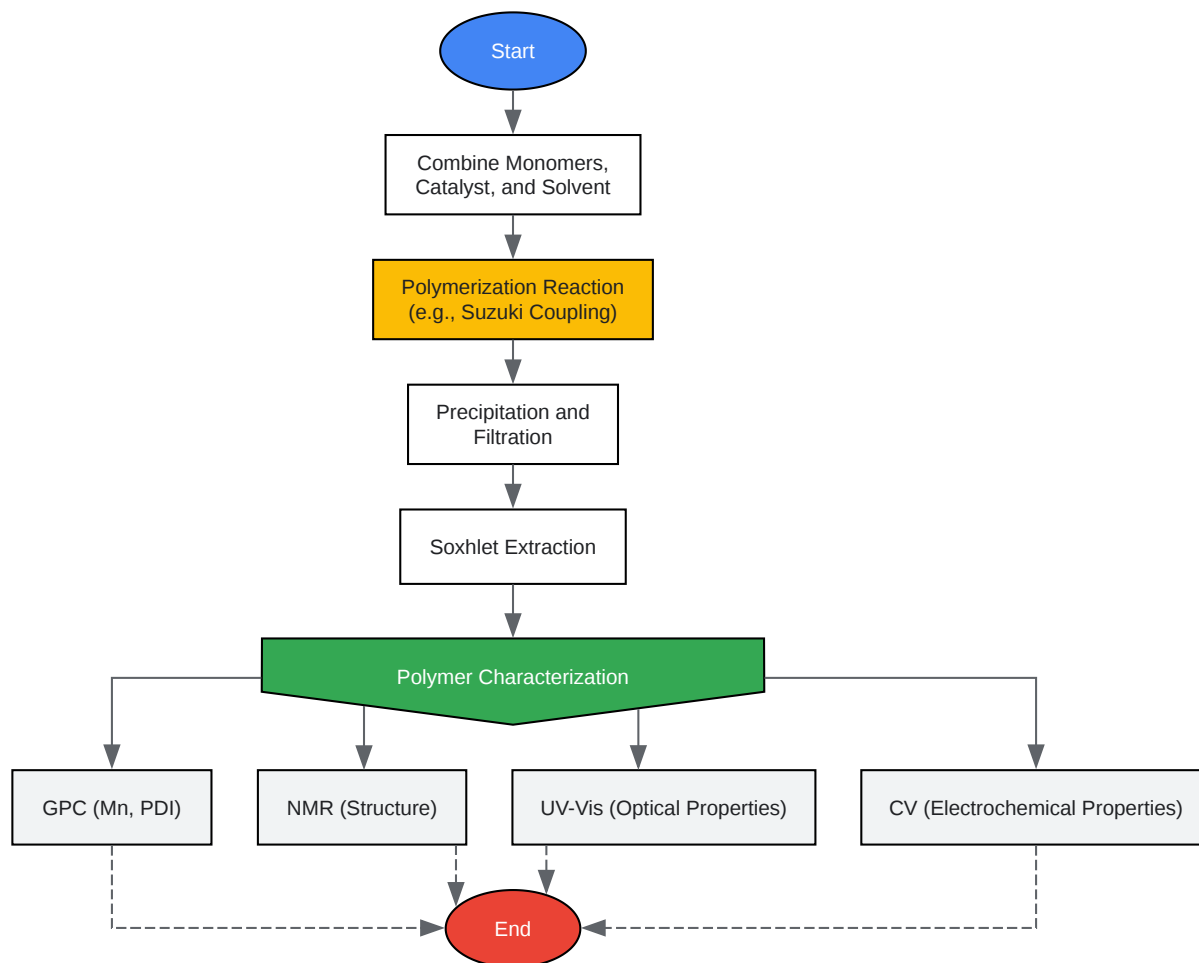 Start
Combine Monomers,
Catalyst, and Solvent
Polymerization Reaction
(e.g., Suzuki Coupling)
Precipitation and
Filtration
Soxhlet Extraction
Polymer Characterization
GPC (Mn, PDI)
NMR (Structure)
UV-Vis (Optical Properties)
CV (Electrochemical Properties)
End